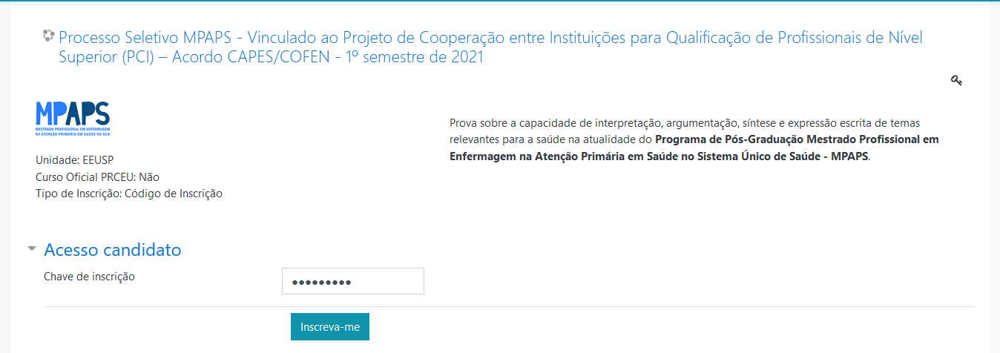 Processo Seletivo MPAPS - Vinculado ao Projeto de Cooperação entre Instituições para Qualificação de Profissionais de Nível
Superior (PCI) – Acordo CAPES/COFEN - 1º semestre de 2021
MPAPS
MESTRADO PROFISSIONAL EM ENFERMAGEM
NA ATENÇÃO PRIMÁRIA EM SAÚDE NO SUS
Unidade: EEUSP
Curso Oficial PRCEU: Não
Tipo de Inscrição: Código de Inscrição
Prova sobre a capacidade de interpretação, argumentação, síntese e expressão escrita de temas
relevantes para a saúde na atualidade do Programa de Pós-Graduação Mestrado Profissional em
Enfermagem na Atenção Primária em Saúde no Sistema Único de Saúde - MPAPS.
Acesso candidato
Chave de inscrição
•••••••••
Inscreva-me